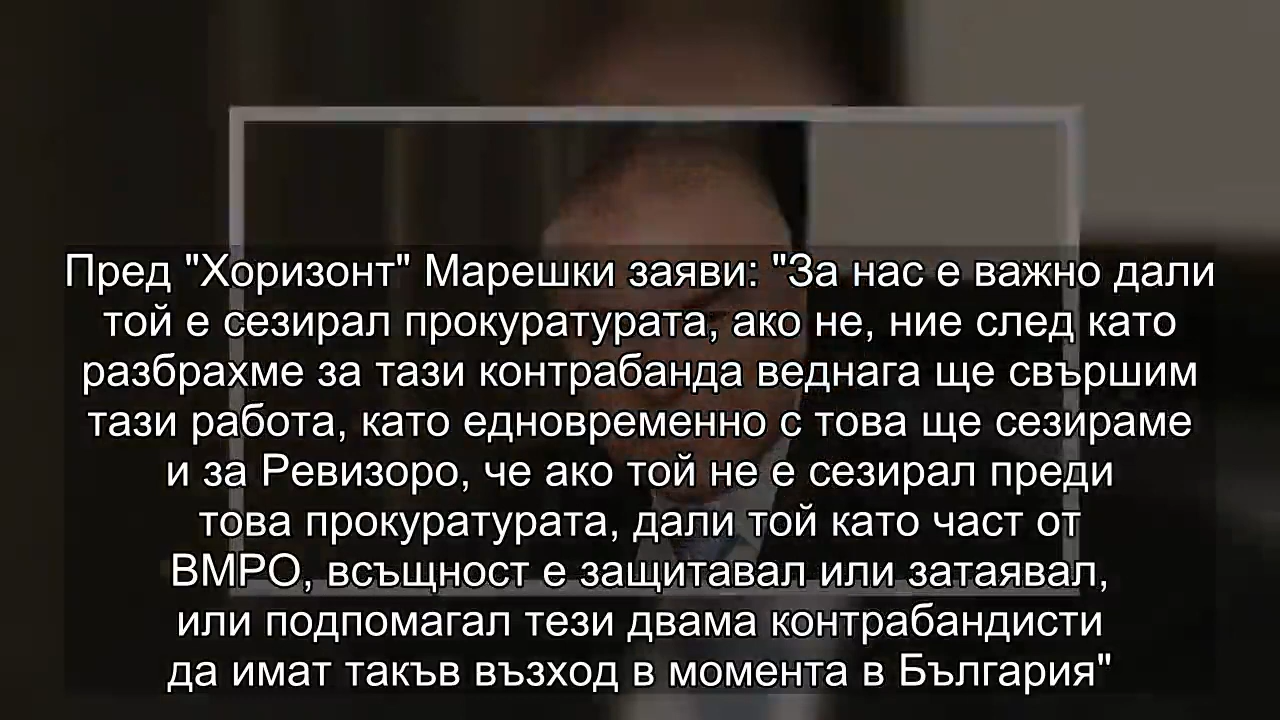 Пред "Хоризонт" Марешки заяви: "За нас е важно дали
той е сезирал прокуратурата, ако не, ние след като
разбрахме за тази контрабанда веднага ще свършим
тази работа, като едновременно с това ще сезираме
и за Ревизоро, че ако той не е сезирал преди
това прокуратурата, дали той като част от
ВМРО, всъщност е защитавал или затаявал,
или подпомагал тези двама контрабандисти
да имат такъв възход в момента в България"